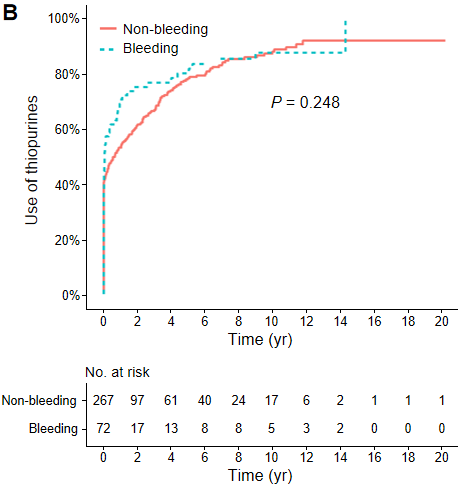 B
Non-bleeding
Bleeding
100%
80%
60%
40%
20%
0%
Use of thiopurines
P = 0.248
0 2 4 6 8 10 12 14 16 18 20
Time (yr)
No. at risk
Non-bleeding 267 97 61 40 24 17 6 2 1 1 1
Bleeding 72 17 13 8 8 5 3 2 0 0 0
0 2 4 6 8 10 12 14 16 18 20
Time (yr)